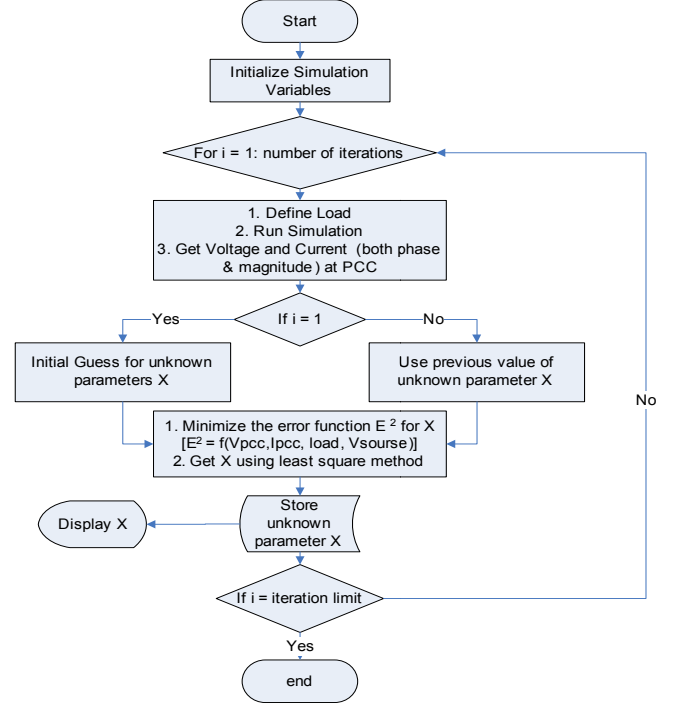 Start
Initialize Simulation
Variables
For i = 1: number of iterations
1. Define Load
2. Run Simulation
3. Get Voltage and Current (both phase
& magnitude) at PCC
If i = 1
Yes
No
Initial Guess for unknown
parameters X
Use previous value of
unknown parameter X
No
1. Minimize the error function E ² for X
[E² = f(Vpcc,Ipcc, load, Vsourse)]
2. Get X using least square method
Store
unknown
parameter X
Display X
If i = iteration limit
Yes
end